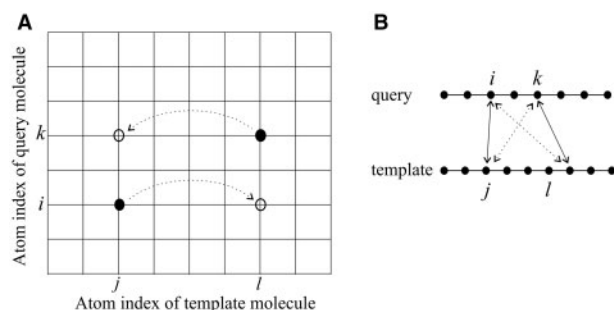 A
Atom index of query molecule
k
i
j
l
Atom index of template molecule
B
i
k
query
template
j
l